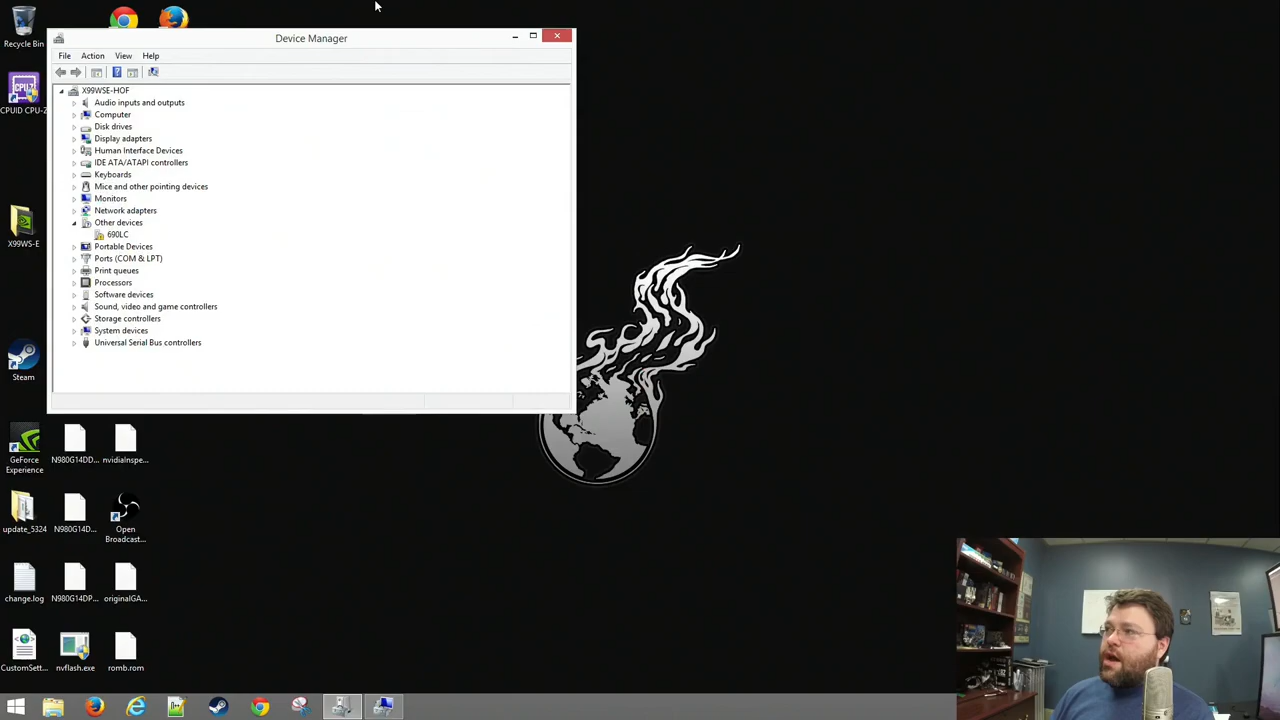 Device Manager
File Action View Help
X99WSE-HOF
Audio inputs and outputs
Computer
Disk drives
Display adapters
Human Interface Devices
IDE ATA/ATAPI controllers
Keyboards
Mice and other pointing devices
Monitors
Network adapters
Other devices
690LC
Portable Devices
Ports (COM & LPT)
Print queues
Processors
Software devices
Sound, video and game controllers
Storage controllers
System devices
Universal Serial Bus controllers
Recycle Bin
CPUID CPU-Z
X99WS-E
Steam
GeForce
Experience
N980G14DD...
nvidiaInspe...
update_5324
N980G14D...
Open
Broadcast...
change.log
N980G14DP...
originalGA...
CustomSett...
nvflash.exe
romb.rom